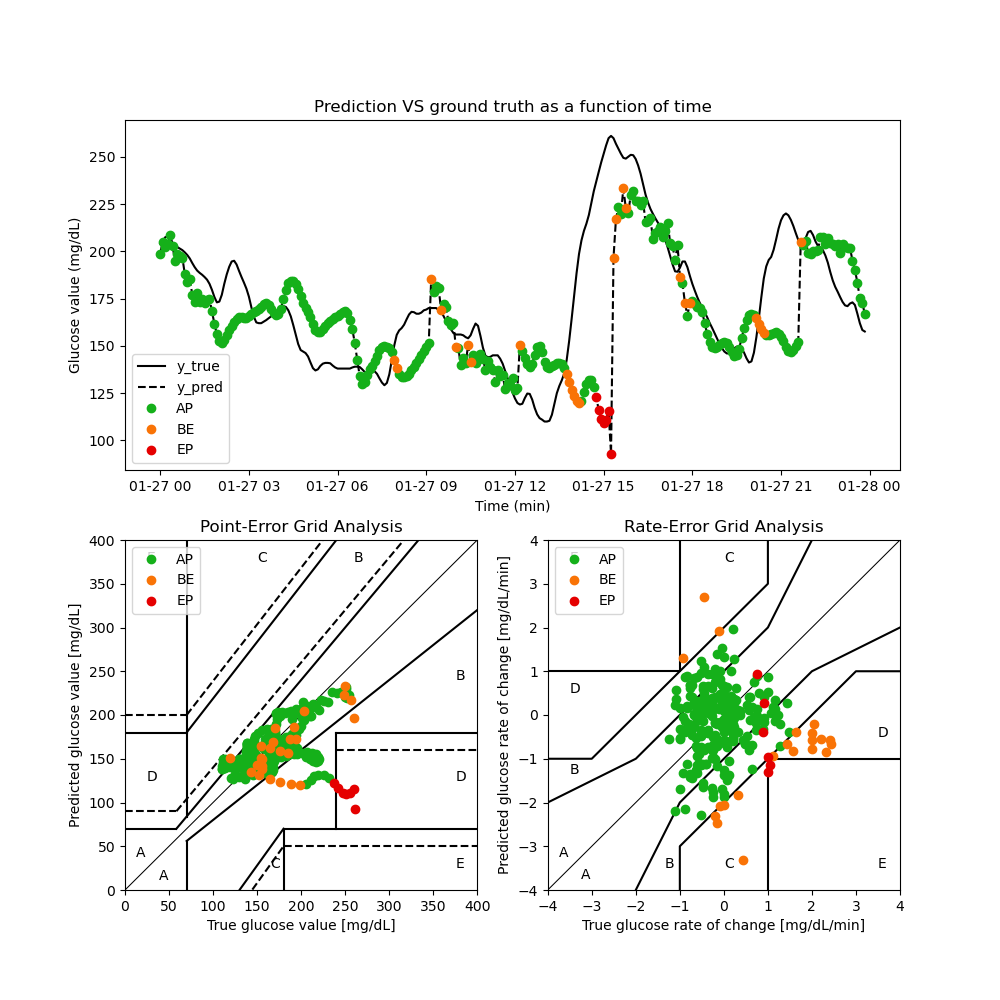 Prediction VS ground truth as a function of time
Glucose value (mg/dL)
250
225
200
175
150
125
100
y_true
y_pred
AP
BE
EP
01-27 00 01-27 03 01-27 06 01-27 09 01-27 12 01-27 15 01-27 18 01-27 21 01-28 00
Time (min)
Point-Error Grid Analysis
Predicted glucose value [mg/dL]
400
350
300
250
200
150
100
50
0
AP
BE
EP
C
B
B
D
D
A
A
C
E
0 50 100 150 200 250 300 350 400
True glucose value [mg/dL]
Rate-Error Grid Analysis
Predicted glucose rate of change [mg/dL/min]
4
3
2
1
0
−1
−2
−3
−4
AP
BE
EP
C
D
D
B
A
A
B
C
E
−4 −3 −2 −1 0 1 2 3 4
True glucose rate of change [mg/dL/min]